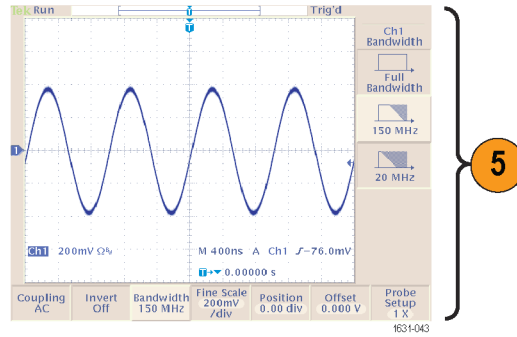 Tek Run Trig'd
Ch1
Bandwidth
Full
Bandwidth
150 MHz
20 MHz
5
1
Ch1 200mV Ω M 400ns A Ch1 -76.0mV
T 0.00000 s
Coupling
AC
Invert
Off
Bandwidth
150 MHz
Fine Scale
200mV
/div
Position
0.00 div
Offset
0.000 V
Probe
Setup
1 X
1631-043